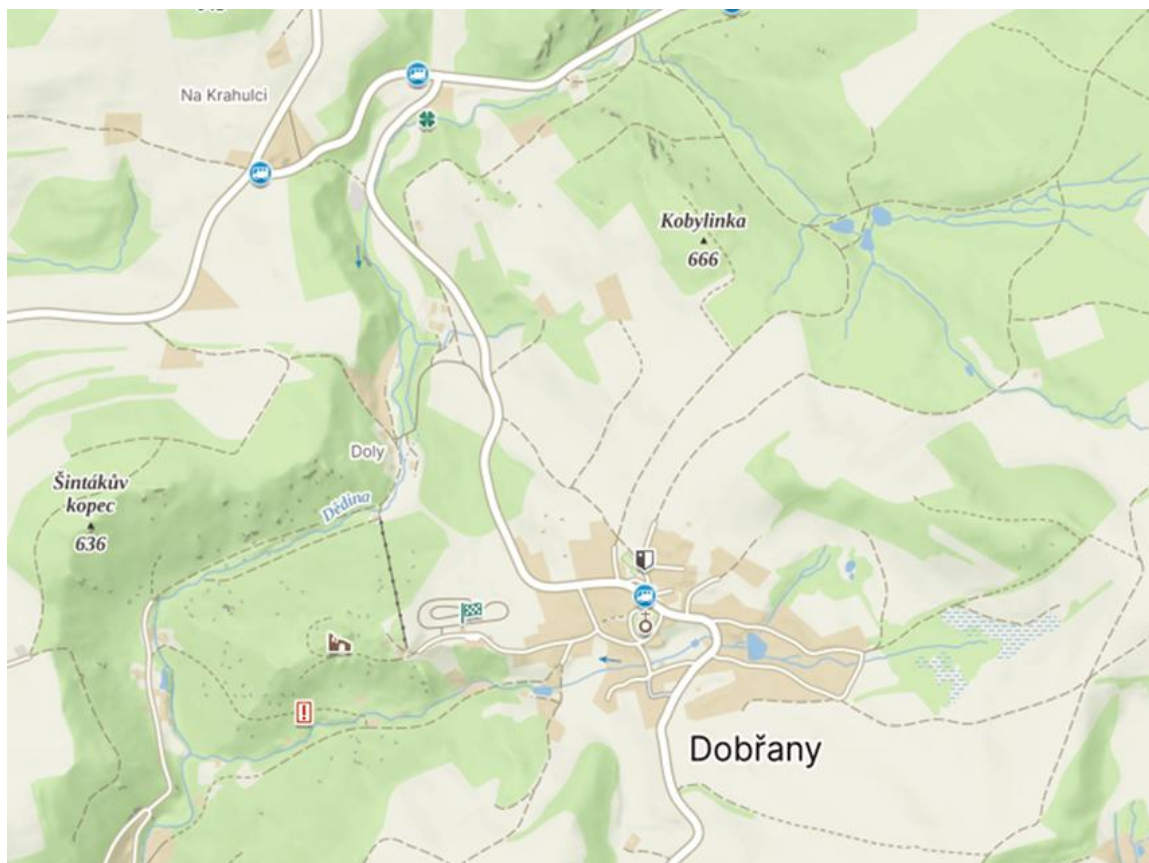 Na Krahulci
Kobylinka
666
Doly
Šintákův
kopec
636
Dědina
Dobřany